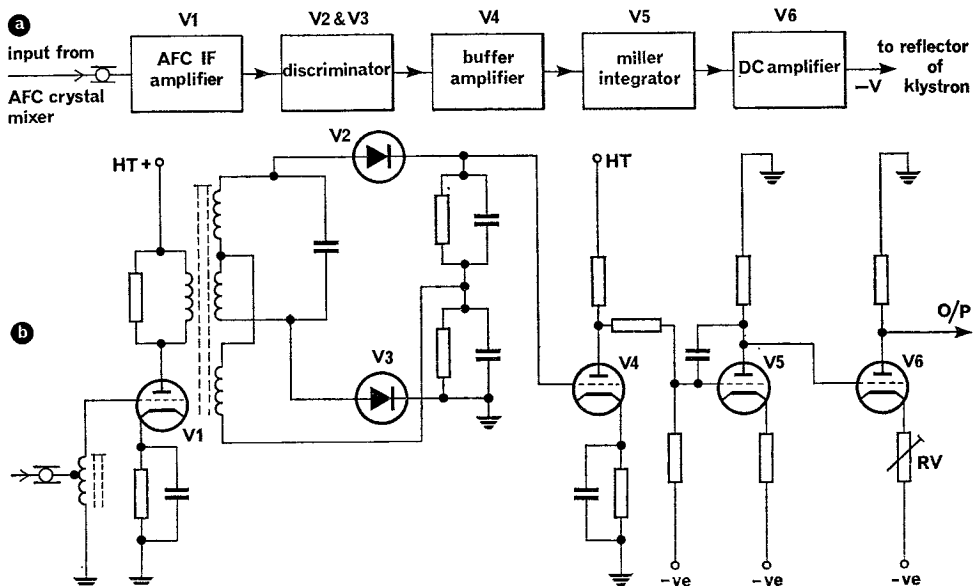 a
V1
V2 & V3
V4
V5
V6
input from
AFC crystal
mixer
AFC IF
amplifier
discriminator
buffer
amplifier
miller
integrator
DC amplifier
to reflector
of
klystron
–V
b
HT +
V2
HT
V3
V1
V4
V5
V6
O/P
RV
–ve
–ve
–ve